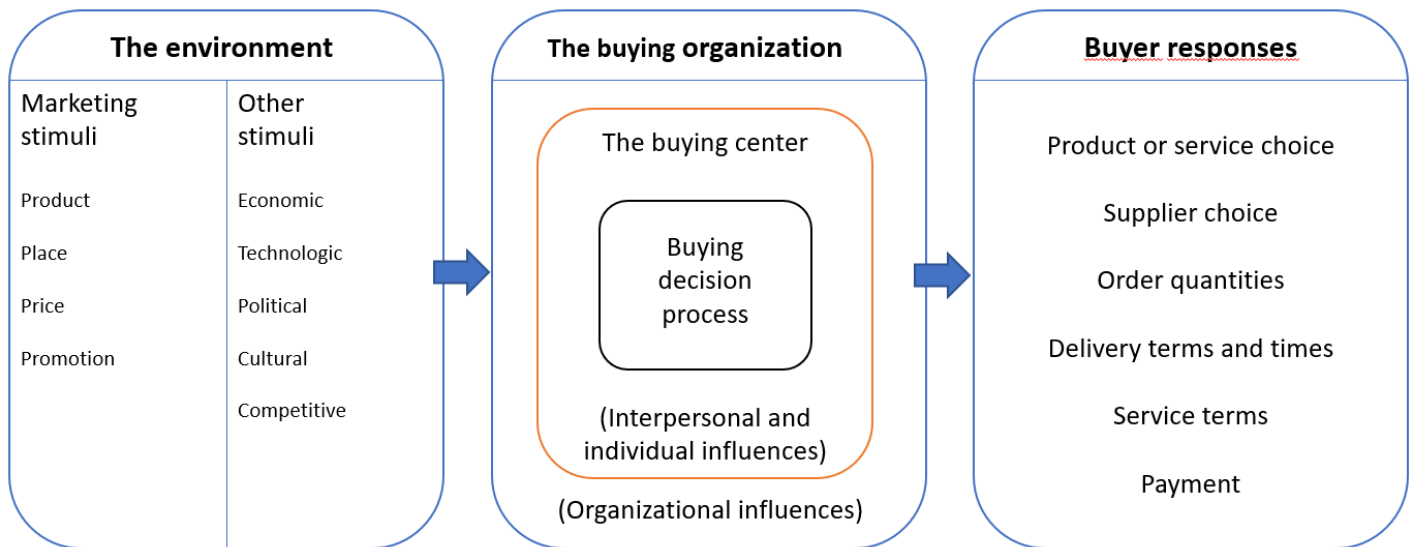 The environment
Marketing
stimuli
Product
Place
Price
Promotion
Other
stimuli
Economic
Technologic
Political
Cultural
Competitive
The buying organization
The buying center
Buying
decision
process
(Interpersonal and
individual influences)
(Organizational influences)
Buyer responses
Product or service choice
Supplier choice
Order quantities
Delivery terms and times
Service terms
Payment